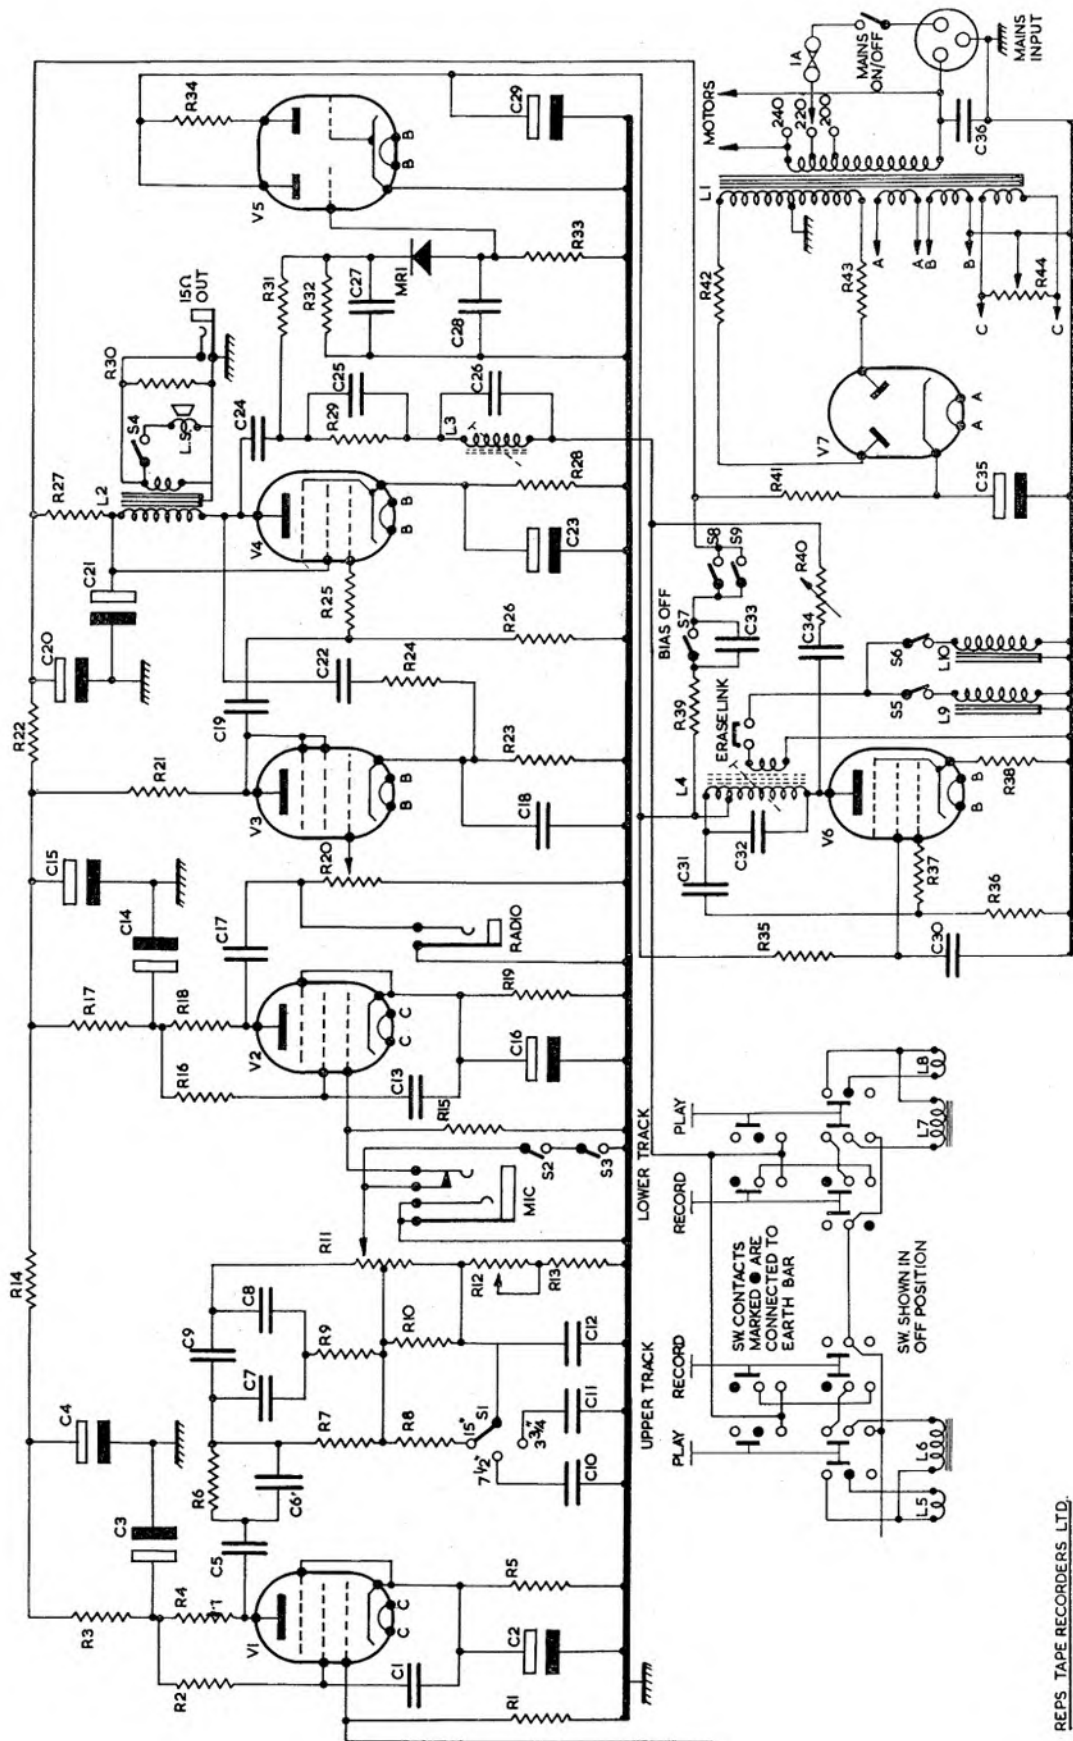 R14
R22
R3
C3
C4
R17
C14
C15
R21
C20
C21
R27
L2
S4
R30
L.S.
15Ω
OUT
R34
R2
R4
C5
R6
C6
C9
C7
C8
R16
R18
C17
C19
C24
R31
V1
V2
V3
V4
V5
R7
R9
R11
R20
C22
R25
R29
C25
R32
C27
MR1
C29
R8
R10
C13
R24
L3
C26
C28
C
C
C
C
B
B
B
B
B
B
C1
15"
S1
7½"
3¾"
R12
R15
RADIO
C18
R23
R26
C23
R28
R33
R1
C2
R5
C10
C11
C12
R13
MIC
S2
S3
C16
R19
UPPER TRACK
LOWER TRACK
PLAY
RECORD
RECORD
PLAY
SW. CONTACTS
MARKED ● ARE
CONNECTED TO
EARTH BAR
SW. SHOWN IN
OFF POSITION
L5
L6
L7
L8
R35
C30
C31
C32
L4
ERASE LINK
R39
BIAS OFF
S7
C33
S8
S9
R36
R37
V6
B
B
R38
C34
R40
S5
S6
L9
L10
R41
C35
V7
A
A
R42
R43
L1
MOTORS
240
220
200
1A
MAINS
ON/OFF
MAINS
INPUT
C36
A
A
B
B
C
C
R44
REPS TAPE RECORDERS LTD.